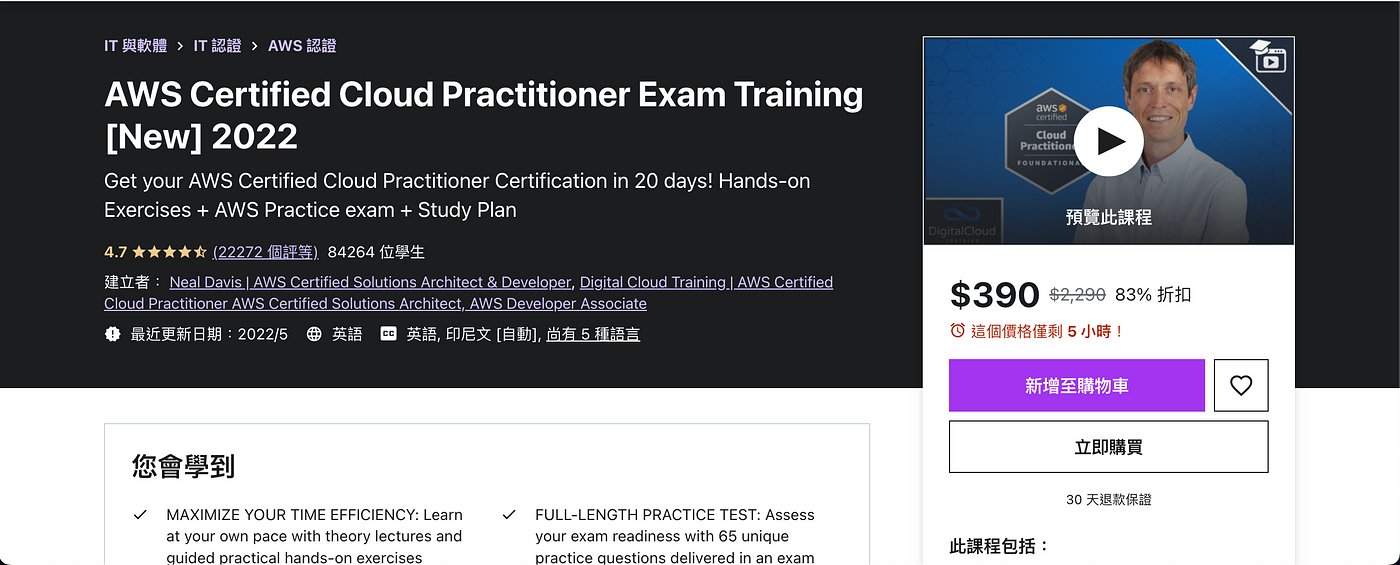 IT 與軟體 > IT 認證 > AWS 認證
AWS Certified Cloud Practitioner Exam Training
[New] 2022
Get your AWS Certified Cloud Practitioner Certification in 20 days! Hands-on
Exercises + AWS Practice exam + Study Plan
4.7 (22272 個評等) 84264 位學生
建立者： Neal Davis | AWS Certified Solutions Architect & Developer, Digital Cloud Training | AWS Certified
Cloud Practitioner AWS Certified Solutions Architect, AWS Developer Associate
最近更新日期：2022/5 英語 CC 英語, 印尼文 [自動], 尚有 5 種語言
您會學到
MAXIMIZE YOUR TIME EFFICIENCY: Learn
at your own pace with theory lectures and
guided practical hands-on exercises
FULL-LENGTH PRACTICE TEST: Assess
your exam readiness with 65 unique
practice questions delivered in an exam
aws
certified
Cloud
Practitione
FOUNDATIONA
DigitalCloud
TRAINING
預覽此課程
$390 $2,290 83% 折扣
這個價格僅剩 5 小時！
新增至購物車
立即購買
30 天退款保證
此課程包括：